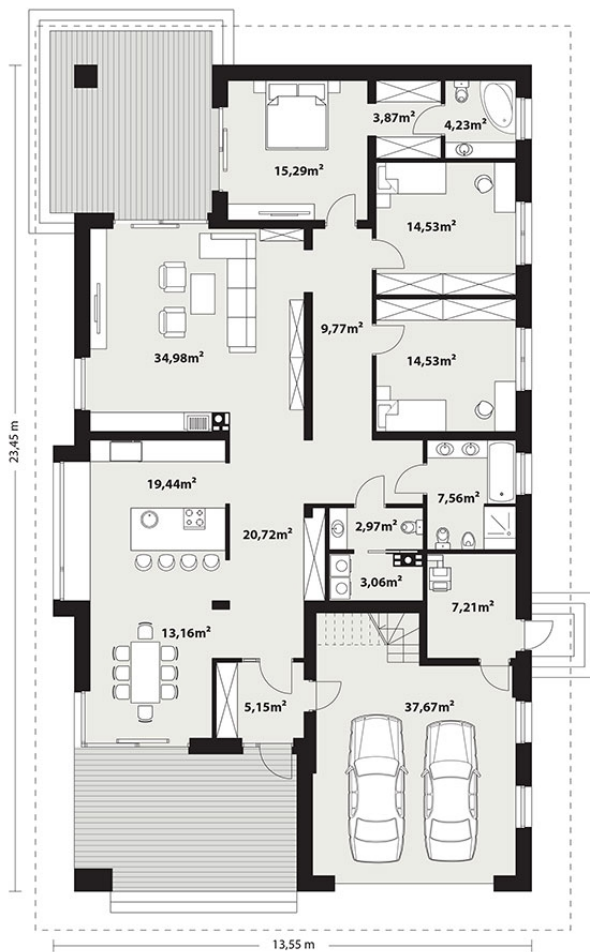 3,87m²
4,23m²
15,29m²
14,53m²
9,77m²
34,98m²
14,53m²
23,45 m
19,44m²
7,56m²
20,72m²
2,97m²
3,06m²
7,21m²
13,16m²
5,15m²
37,67m²
13,55 m